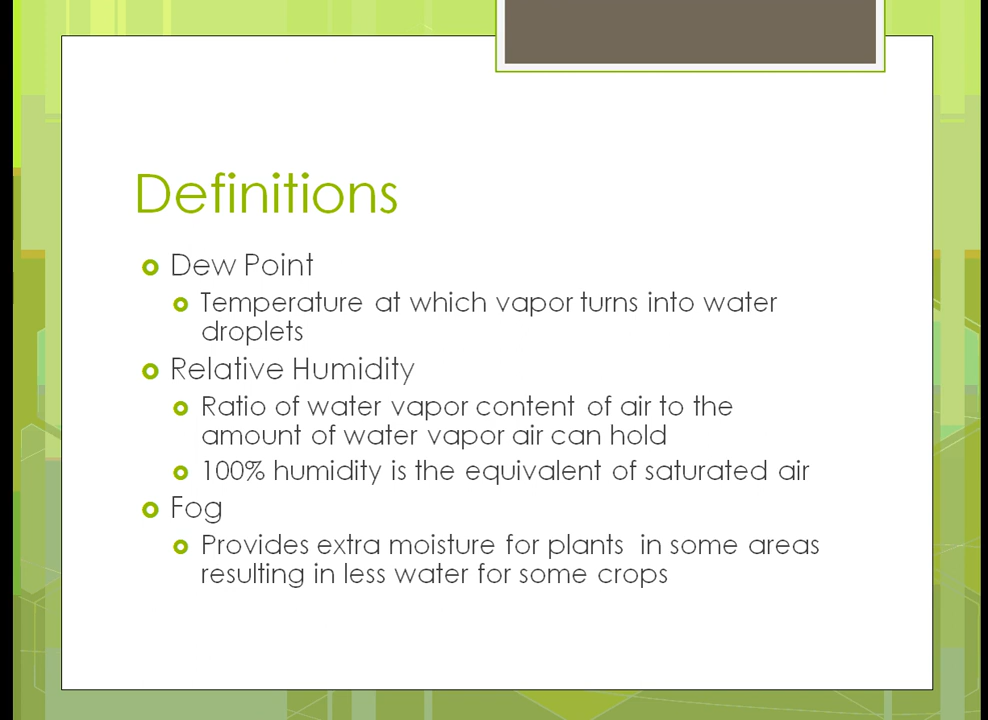 Definitions
Dew Point
Temperature at which vapor turns into water
droplets
Relative Humidity
Ratio of water vapor content of air to the
amount of water vapor air can hold
100% humidity is the equivalent of saturated air
Fog
Provides extra moisture for plants  in some areas
resulting in less water for some crops